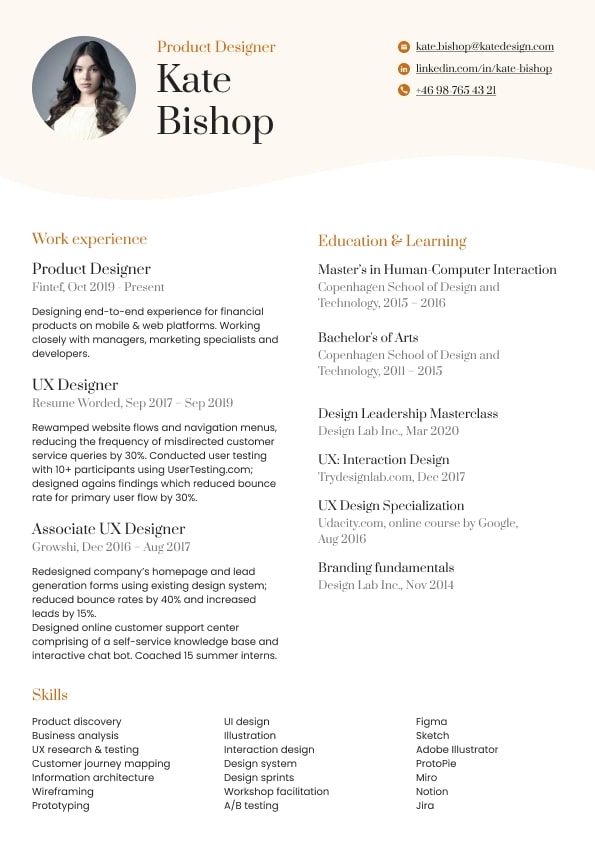 Product Designer
Kate
Bishop
kate.bishop@katedesign.com
linkedin.com/in/kate-bishop
+46 98-765 43 21
Work experience
Product Designer
Fintef, Oct 2019 - Present
Designing end-to-end experience for financial
products on mobile & web platforms. Working
closely with managers, marketing specialists and
developers.
UX Designer
Resume Worded, Sep 2017 – Sep 2019
Rewamped website flows and navigation menus,
reducing the frequency of misdirected customer
service queries by 30%. Conducted user testing
with 10+ participants using UserTesting.com;
designed agains findings which reduced bounce
rate for primary user flow by 30%.
Associate UX Designer
Growshi, Dec 2016 – Aug 2017
Redesigned company's homepage and lead
generation forms using existing design system;
reduced bounce rates by 40% and increased
leads by 15%.
Designed online customer support center
comprising of a self-service knowledge base and
interactive chat bot. Coached 15 summer interns.
Education & Learning
Master's in Human-Computer Interaction
Copenhagen School of Design and
Technology, 2015 – 2016
Bachelor's of Arts
Copenhagen School of Design and
Technology, 2011 – 2015
Design Leadership Masterclass
Design Lab Inc., Mar 2020
UX: Interaction Design
Trydesignlab.com, Dec 2017
UX Design Specialization
Udacity.com, online course by Google,
Aug 2016
Branding fundamentals
Design Lab Inc., Nov 2014
Skills
Product discovery
Business analysis
UX research & testing
Customer journey mapping
Information architecture
Wireframing
Prototyping
UI design
Illustration
Interaction design
Design system
Design sprints
Workshop facilitation
A/B testing
Figma
Sketch
Adobe Illustrator
ProtoPie
Miro
Notion
Jira